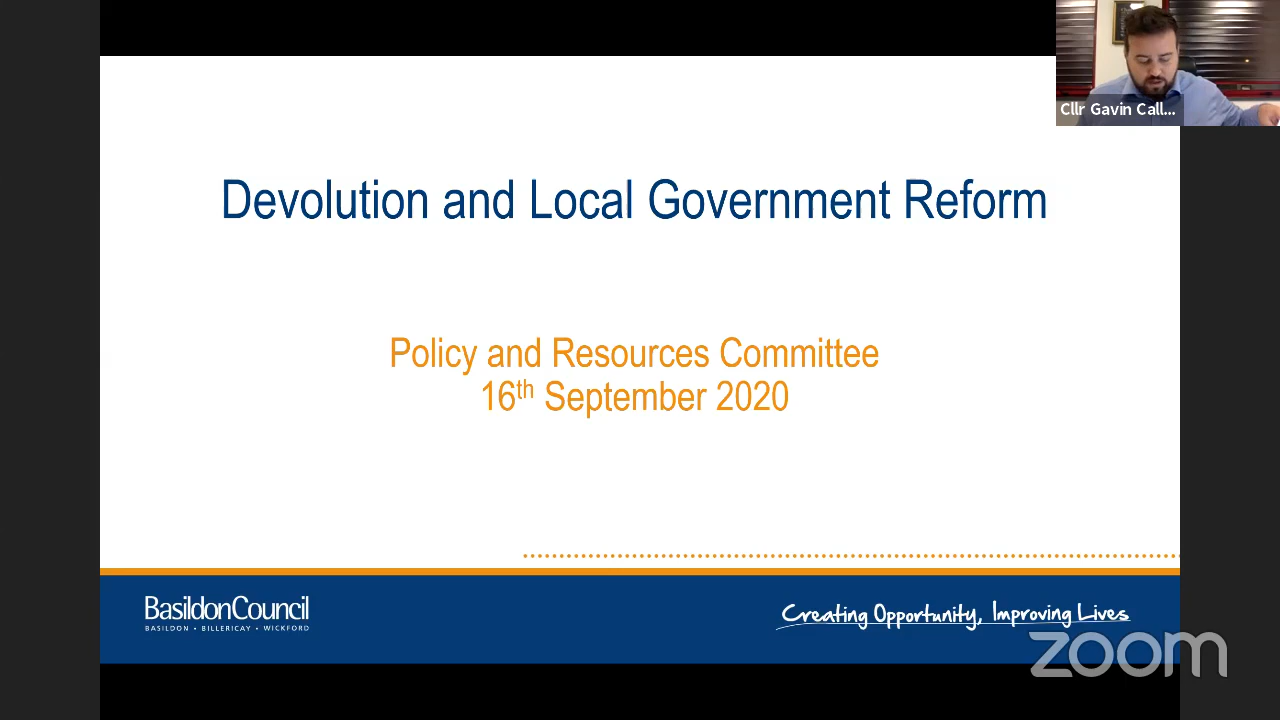 Cllr Gavin Call...
Devolution and Local Government Reform
Policy and Resources Committee
16th September 2020
BasildonCouncil
BASILDON • BILLERICAY • WICKFORD
Creating Opportunity, Improving Lives
zoom